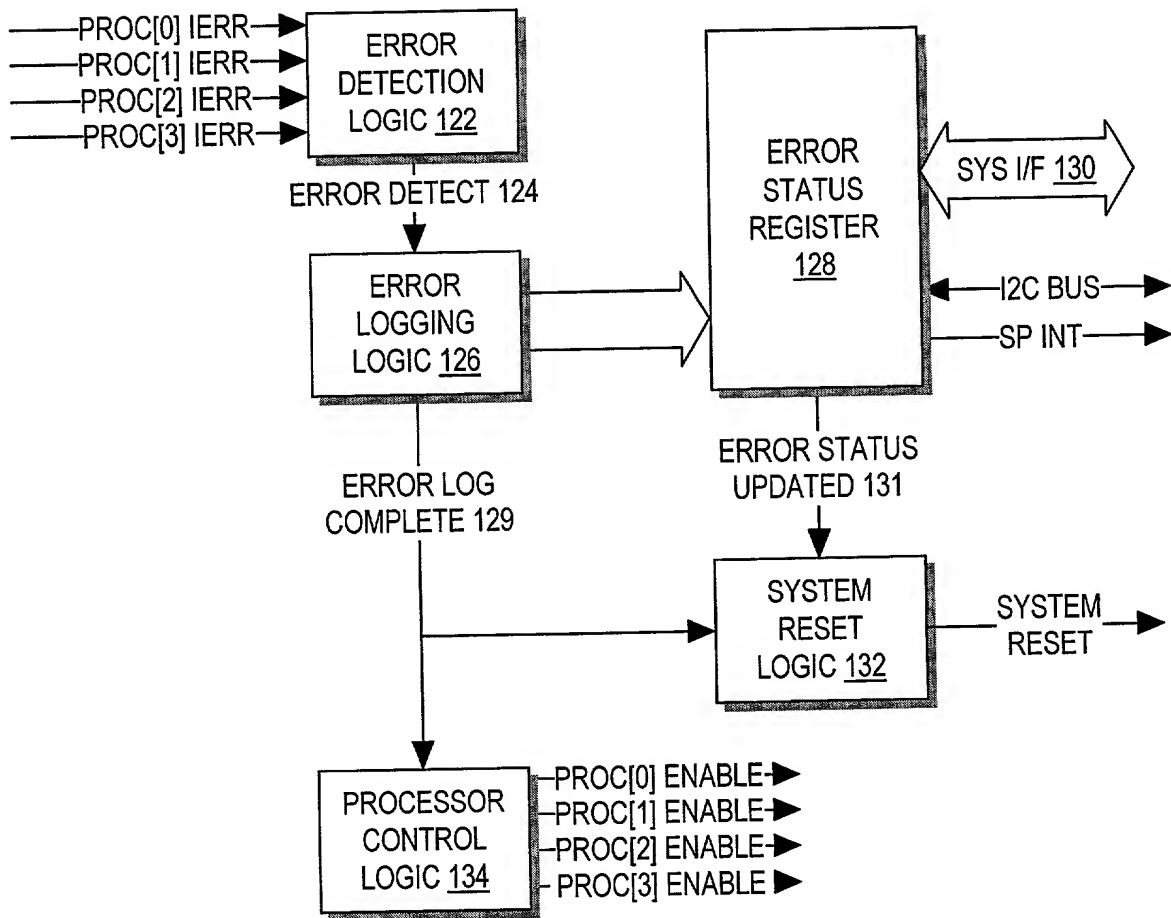 PROC[0] IERR
PROC[1] IERR
PROC[2] IERR
PROC[3] IERR
ERROR
DETECTION
LOGIC 122
ERROR DETECT 124
ERROR
LOGGING
LOGIC 126
ERROR
STATUS
REGISTER
128
SYS I/F 130
I2C BUS
SP INT
ERROR LOG
COMPLETE 129
ERROR STATUS
UPDATED 131
SYSTEM
RESET
LOGIC 132
SYSTEM
RESET
PROCESSOR
CONTROL
LOGIC 134
PROC[0] ENABLE
PROC[1] ENABLE
PROC[2] ENABLE
PROC[3] ENABLE